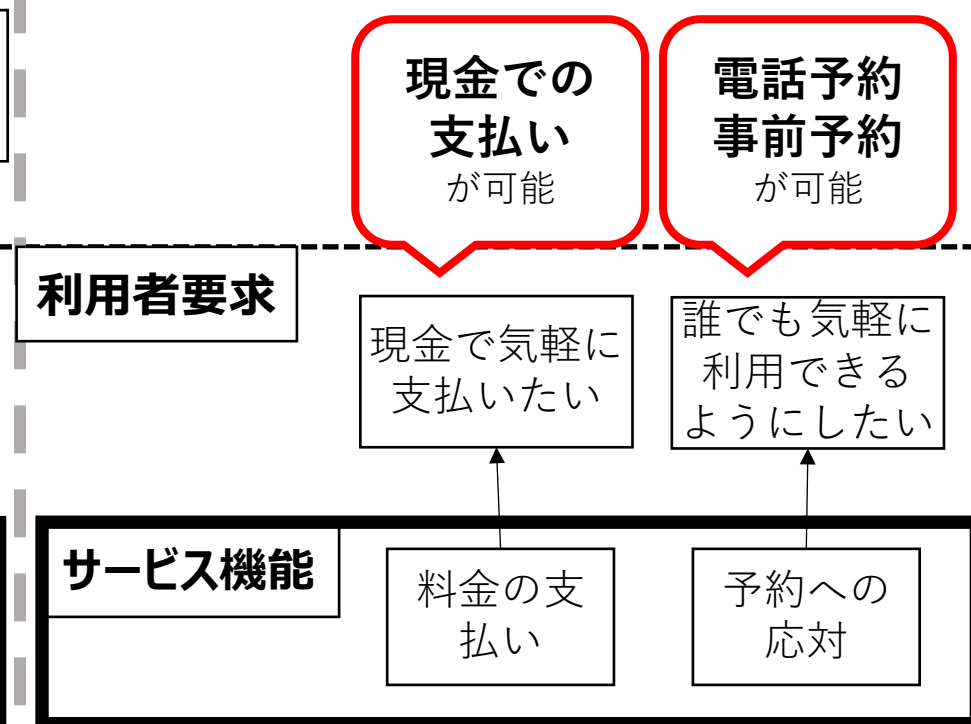 現金での
支払い
が可能
電話予約
事前予約
が可能
利用者要求
現金で気軽に
支払いたい
誰でも気軽に
利用できる
ようにしたい
サービス機能
料金の支
払い
予約への
応対